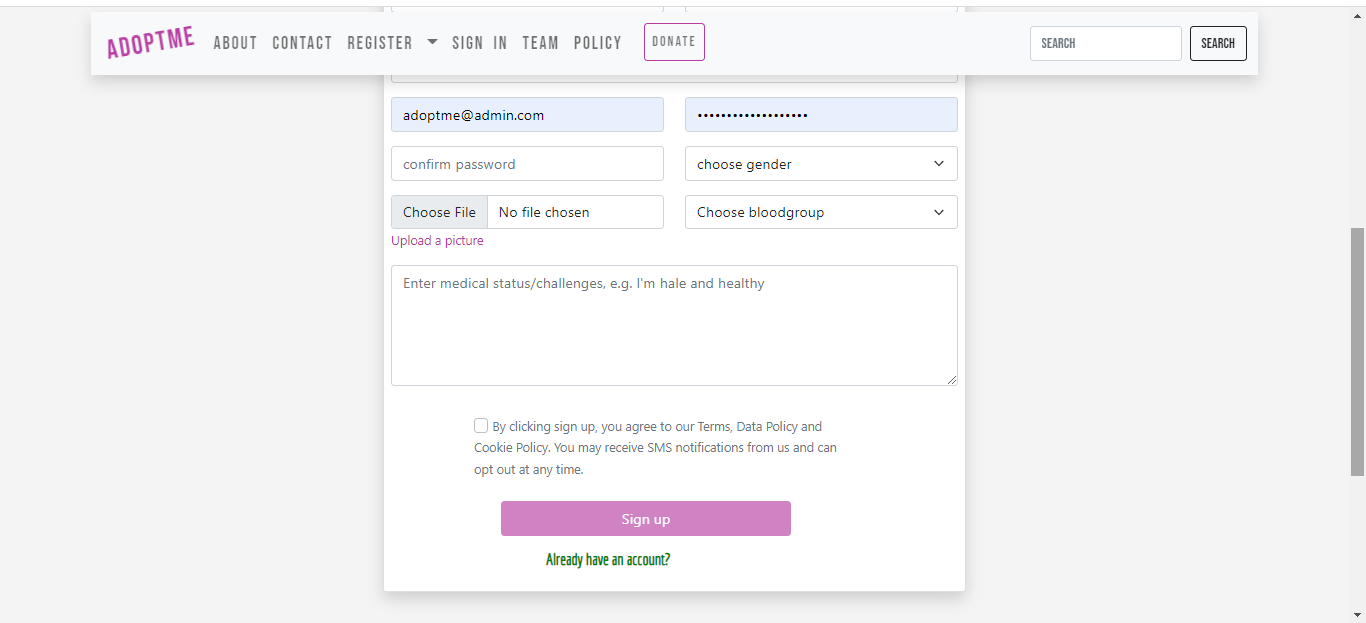 ADOPTME ABOUT CONTACT REGISTER SIGN IN TEAM POLICY DONATE SEARCH SEARCH
adoptme@admin.com •••••••••••••••••••
confirm password choose gender
Choose File No file chosen Choose bloodgroup
Upload a picture
Enter medical status/challenges, e.g. I'm hale and healthy
By clicking sign up, you agree to our Terms, Data Policy and
Cookie Policy. You may receive SMS notifications from us and can
opt out at any time.
Sign up
Already have an account?